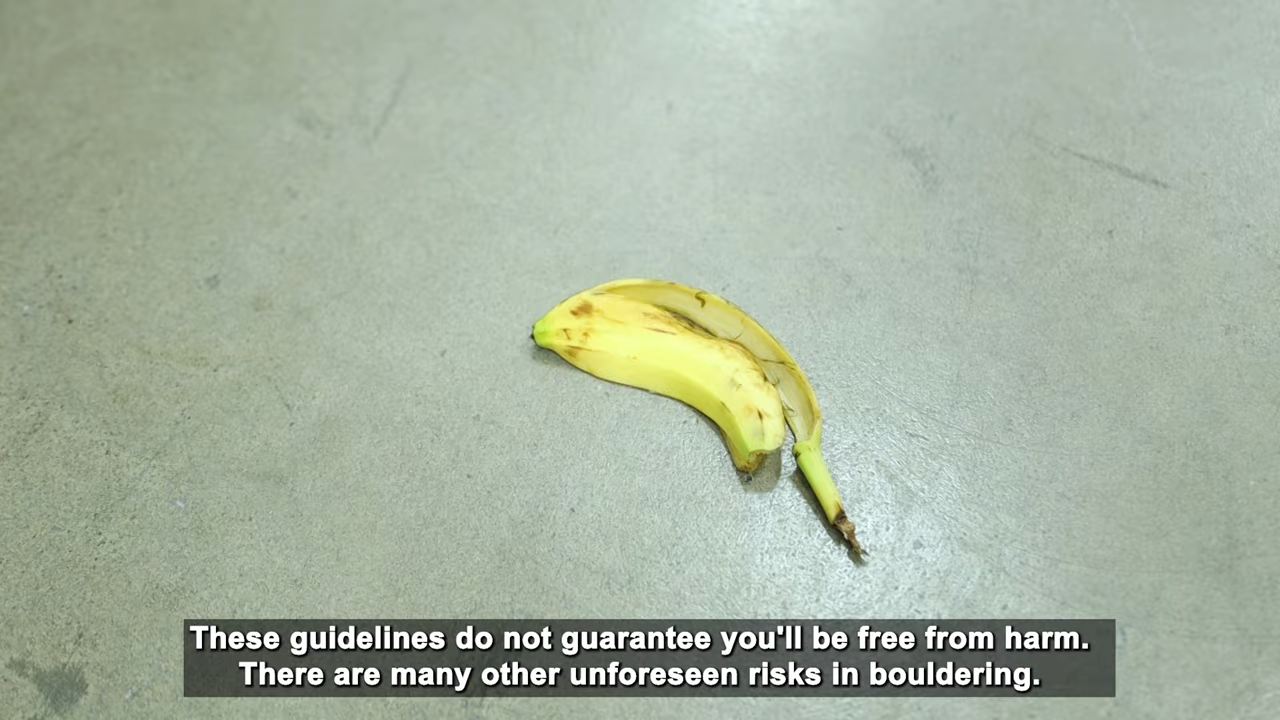 These guidelines do not guarantee you'll be free from harm.
There are many other unforeseen risks in bouldering.